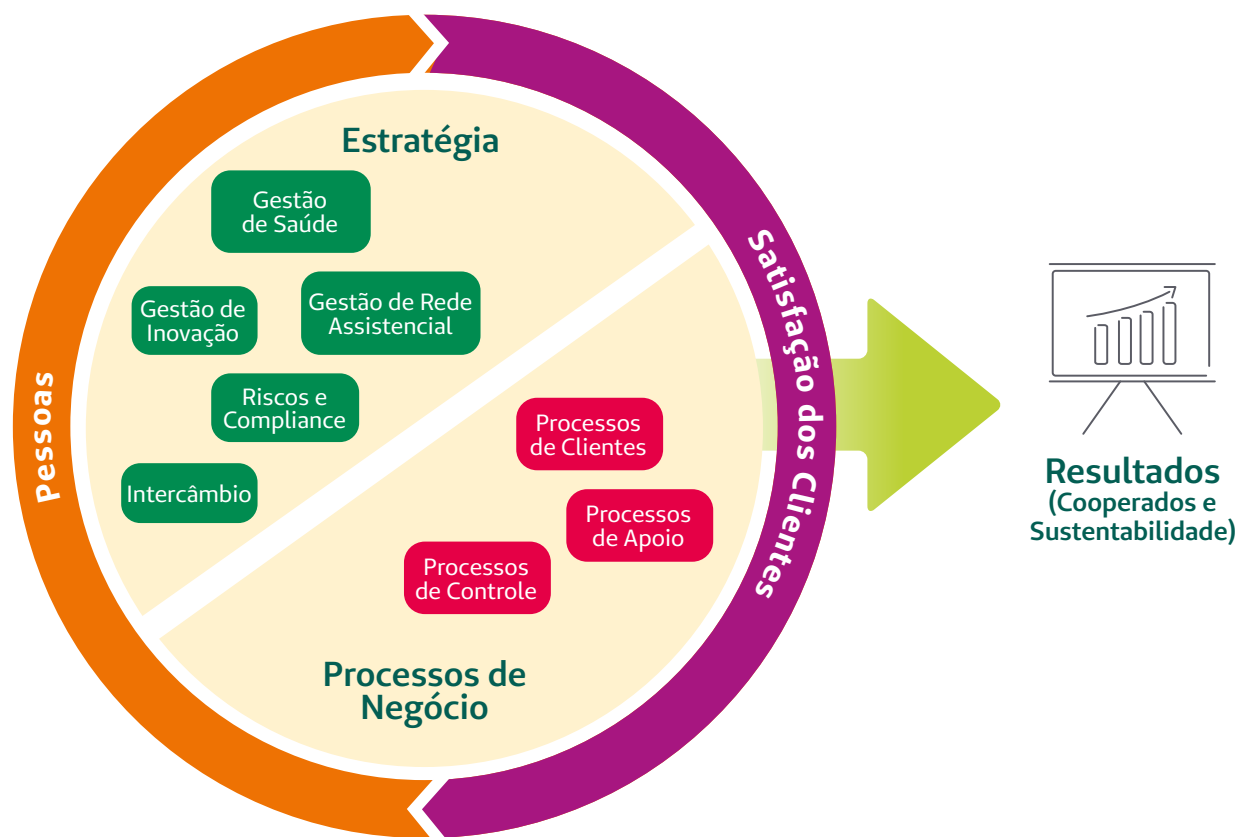 Estratégia
Gestão
de Saúde
Gestão de
Inovação
Gestão de Rede
Assistencial
Riscos e
Compliance
Intercâmbio
Pessoas
Processos
de Clientes
Processos
de Apoio
Processos
de Controle
Processos de
Negócio
Satisfação dos Clientes
Resultados
(Cooperados e
Sustentabilidade)